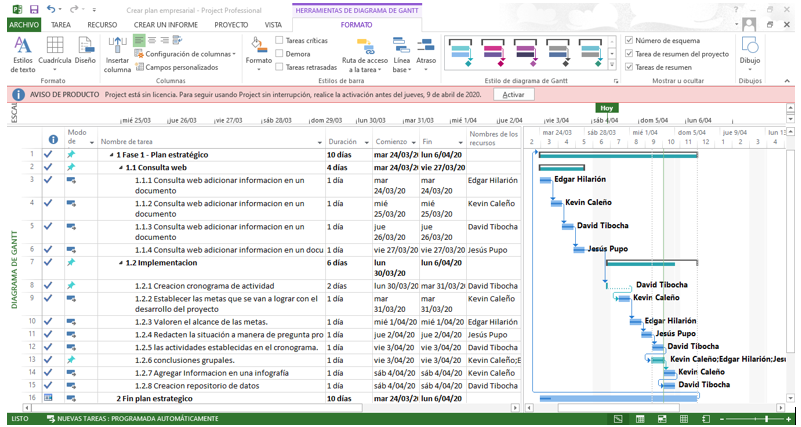 Crear plan empresarial - Project Professional
HERRAMIENTAS DE DIAGRAMA DE GANTT
ARCHIVO TAREA RECURSO CREAR UN INFORME PROYECTO VISTA FORMATO
Estilos de texto
Cuadrícula
Diseño
Insertar columna
Configuración de columnas
Campos personalizados
Formato
Tareas críticas
Demora
Tareas retrasadas
Ruta de acceso a la tarea
Línea base
Atraso
Número de esquema
Tarea de resumen del proyecto
Tareas de resumen
Dibujo
Formato Columnas Estilos de barra Estilo de diagrama de Gantt Mostrar u ocultar Dibujos
AVISO DE PRODUCTO Project está sin licencia. Para seguir usando Project sin interrupción, realice la activación antes del jueves, 9 de abril de 2020. Activar
Hoy
ESCAL
mié 25/03 jue 26/03 vie 27/03 sáb 28/03 dom 29/03 lun 30/03 mar 31/03 mié 1/04 jue 2/04 vie 3/04 sáb 4/04 dom 5/04 lun 6/04
Modo de Nombre de tarea Duración Comienzo Fin Nombres de los recursos
mar 24/03 sáb 28/03 mié 1/04 dom 5/04 jue 9/04 lun 1
2 3 4 5 6 7 8 9 10 11 12 13 14 15 16 17
1 1 Fase 1 - Plan estratégico 10 días mar 24/03/2 lun 6/04/20
2 1.1 Consulta web 4 días mar 24/03/2 vie 27/03/20
3 1.1.1 Consulta web adicionar informacion en un documento 1 día mar 24/03/20 mar 24/03/20 Edgar Hilarión
4 1.1.2 Consulta web adicionar informacion en un documento 1 día mié 25/03/20 mié 25/03/20 Kevin Caleño
5 1.1.3 Consulta web adicionar informacion en un documento 1 día jue 26/03/20 jue 26/03/20 David Tibocha
6 1.1.4 Consulta web adicionar informacion en un docu 1 día vie 27/03/20 vie 27/03/20 Jesús Pupo
7 1.2 Implementacion 6 días lun 30/03/20 lun 6/04/20
8 1.2.1 Creacion cronograma de actividad 2 días lun 30/03/20 mar 31/03/2 David Tibocha
9 1.2.2 Establecer las metas que se van a lograr con el desarrollo del proyecto 1 día mar 31/03/20 mar 31/03/20 Kevin Caleño
10 1.2.3 Valoren el alcance de las metas. 1 día mié 1/04/20 mié 1/04/20 Edgar Hilarión
11 1.2.4 Redacten la situación a manera de pregunta pro 1 día jue 2/04/20 jue 2/04/20 Jesús Pupo
12 1.2.5 las actividades establecidas en el cronograma. 1 día vie 3/04/20 vie 3/04/20 David Tibocha
13 1.2.6 conclusiones grupales. 1 día vie 3/04/20 vie 3/04/20 Kevin Caleño;E
14 1.2.7 Agregar Informacion en una infografía 1 día sáb 4/04/20 sáb 4/04/20 Kevin Caleño
15 1.2.8 Creacion repositorio de datos 1 día sáb 4/04/20 sáb 4/04/20 David Tibocha
16 2 Fin plan estrategico 10 días mar 24/03/2 lun 6/04/20
Edgar Hilarión
Kevin Caleño
David Tibocha
Jesús Pupo
David Tibocha
Kevin Caleño
Edgar Hilarión
Jesús Pupo
David Tibocha
Kevin Caleño;Edgar Hilarión;Jes
Kevin Caleño
David Tibocha
DIAGRAMA DE GANTT
LISTO NUEVAS TAREAS : PROGRAMADA AUTOMÁTICAMENTE